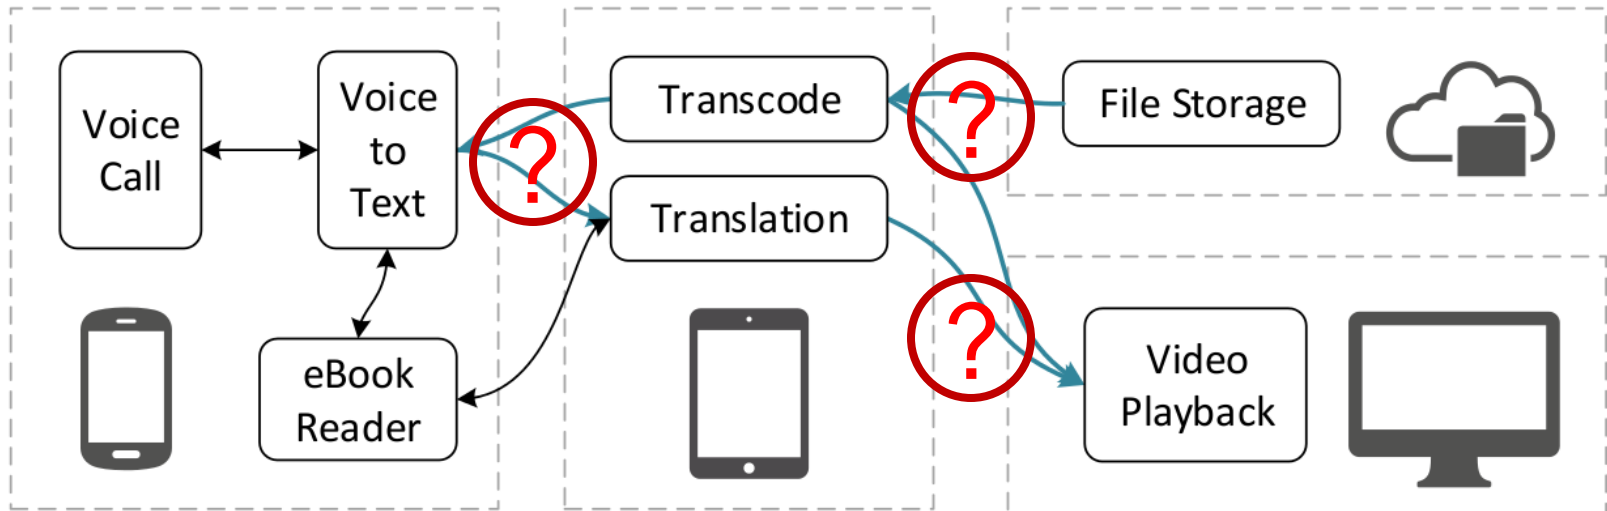 Voice
Call
Voice
to
Text
eBook
Reader
Transcode
Translation
File Storage
Video
Playback
?
?
?